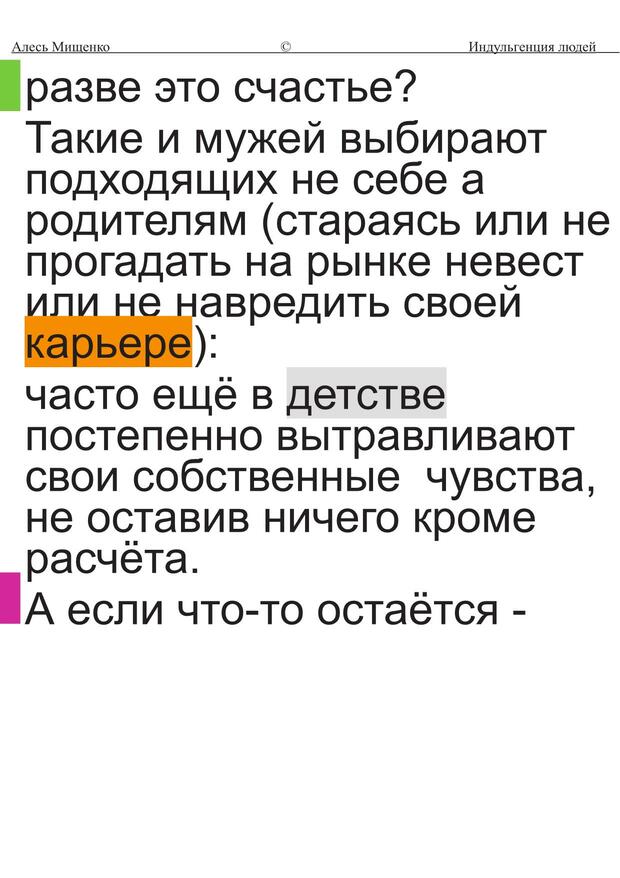 Алесь Мищенко © Индульгенция людей
разве это счастье?
Такие и мужей выбирают
подходящих не себе а
родителям (стараясь или не
прогадать на рынке невест
или не навредить своей
карьере):
часто ещё в детстве
постепенно вытравливают
свои собственные чувства,
не оставив ничего кроме
расчёта.
А если что-то остаётся -